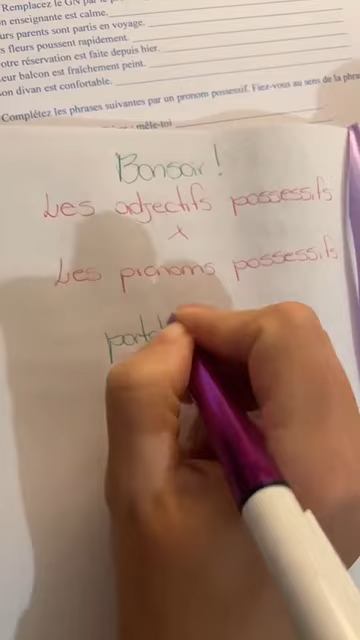 Remplacez le GN par le
on enseignante est calme.
urs parents sont partis en voyage.
s fleurs poussent rapidement.
otre réservation est faite depuis hier.
eur balcon est fraîchement peint.
on divan est confortable.
Complétez les phrases suivantes par un pronom possessif. Fiez-vous au sens de la phra
mêle-toi
Bonsoir!
Les adjectifs possessifs
x
Les pronoms possessifs